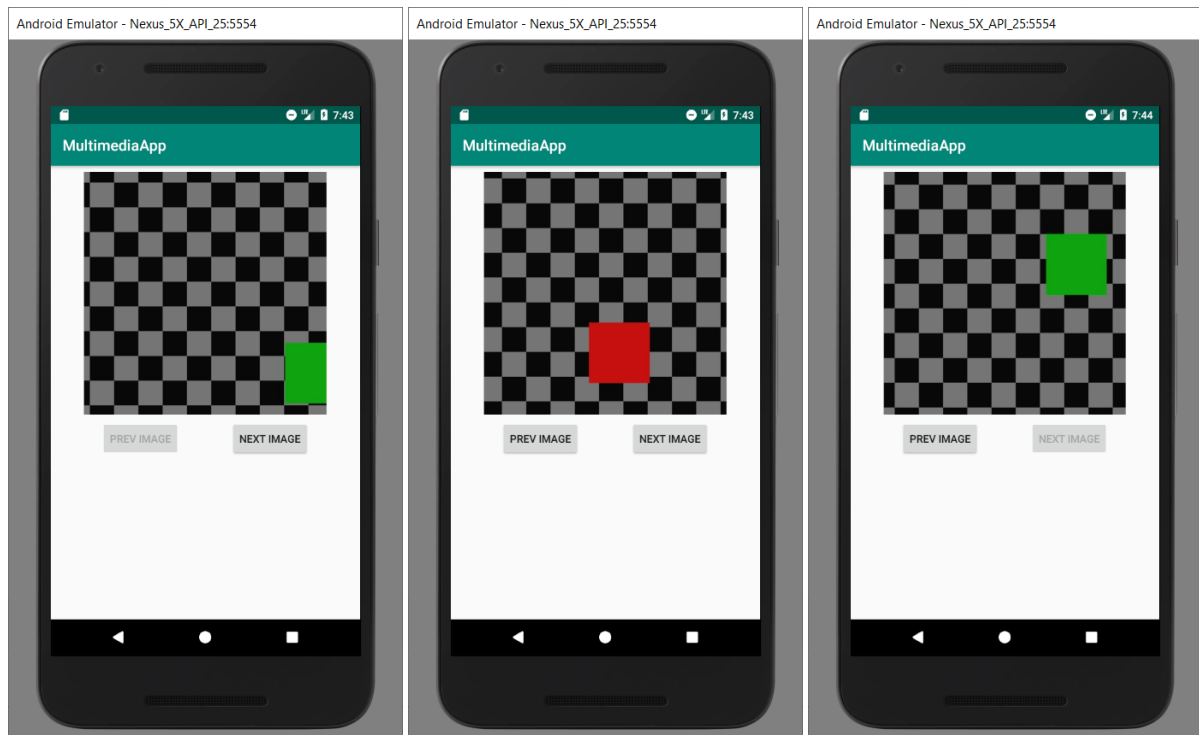 Android Emulator - Nexus_5X_API_25:5554
7:43
MultimediaApp
PREV IMAGE
NEXT IMAGE
Android Emulator - Nexus_5X_API_25:5554
7:43
MultimediaApp
PREV IMAGE
NEXT IMAGE
Android Emulator - Nexus_5X_API_25:5554
7:44
MultimediaApp
PREV IMAGE
NEXT IMAGE